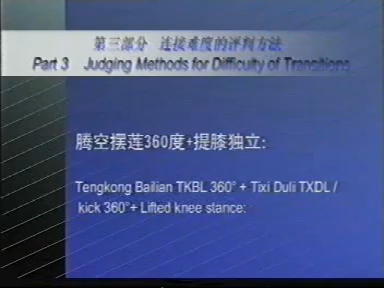 第三部分 连接难度的评判方法
Part 3 Judging Methods for Difficulty of Transitions
腾空摆莲360度+提膝独立:
Tengkong Bailian TKBL 360° + Tixi Duli TXDL /
kick 360°+ Lifted knee stance: